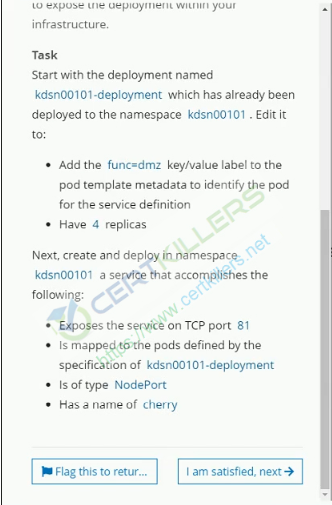 to expose the deployment within your
infrastructure.
Task
Start with the deployment named
kdsn00101-deployment which has already been
deployed to the namespace kdsn00101 . Edit it
to:
• Add the func=dmz key/value label to the
pod template metadata to identify the pod
for the service definition
• Have 4 replicas
Next, create and deploy in namespace
kdsn00101 a service that accomplishes the
following:
• Exposes the service on TCP port 81
• Is mapped to the pods defined by the
specification of kdsn00101-deployment
• Is of type NodePort
• Has a name of cherry
CERTKILLERS
https://www.certkillers.net
Flag this to retur... I am satisfied, next →